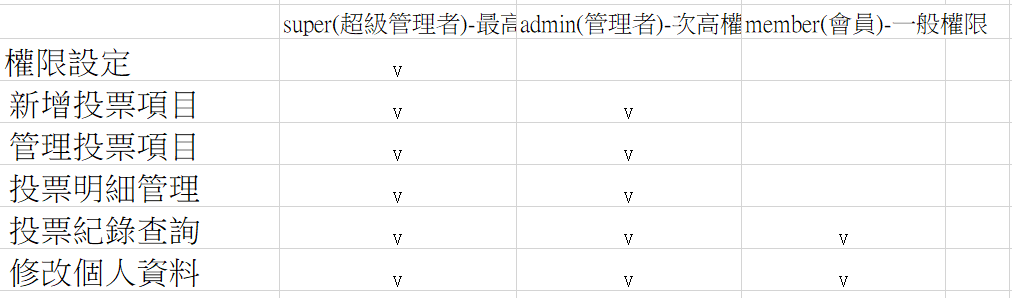 super(超級管理者)-最高 admin(管理者)-次高權 member(會員)-一般權限
權限設定 v
新增投票項目 v v
管理投票項目 v v
投票明細管理 v v
投票紀錄查詢 v v v
修改個人資料 v v v